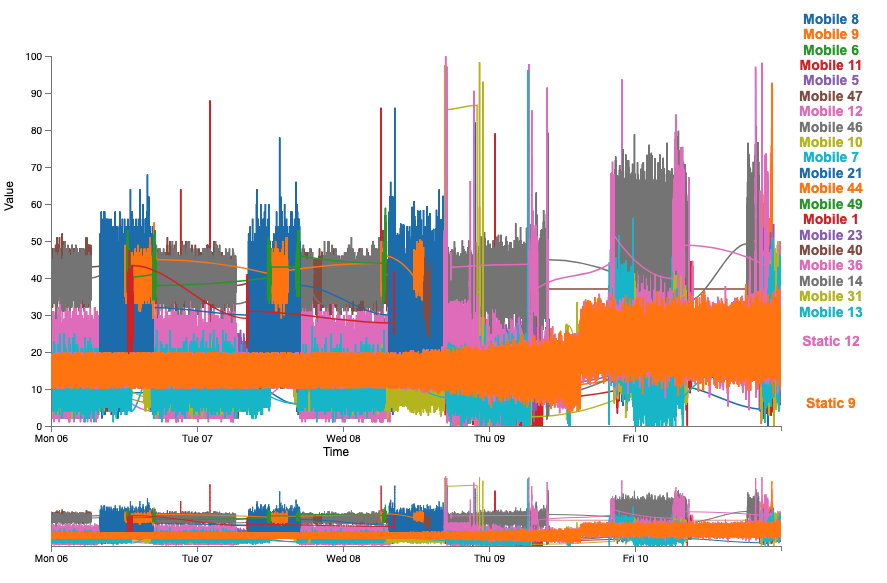 Mobile 8
Mobile 9
Mobile 6
Mobile 11
Mobile 5
Mobile 47
Mobile 12
Mobile 46
Mobile 10
Mobile 7
Mobile 21
Mobile 44
Mobile 49
Mobile 1
Mobile 23
Mobile 40
Mobile 36
Mobile 14
Mobile 31
Mobile 13
Static 12
Static 9
100
90
80
70
60
50
40
30
20
10
0
Value
Mon 06 Tue 07 Wed 08 Thu 09 Fri 10
Time
Mon 06 Tue 07 Wed 08 Thu 09 Fri 10